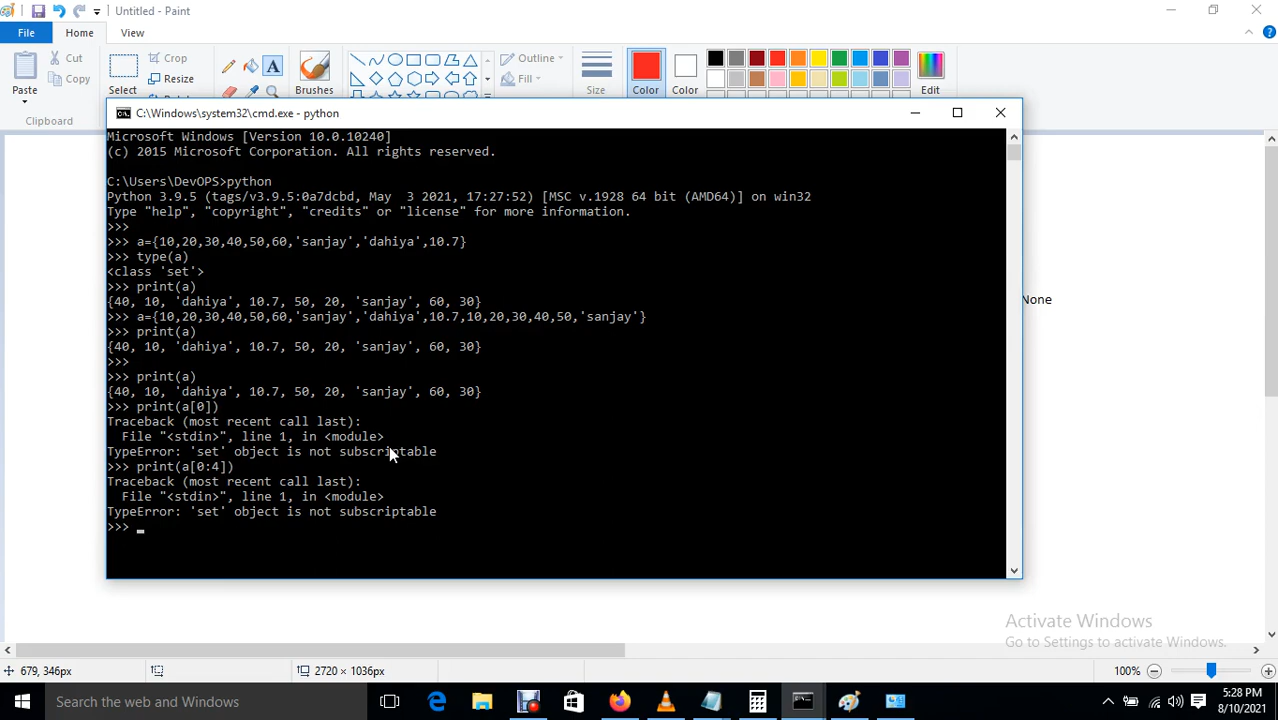 Untitled - Paint
File Home View
Paste
Cut
Copy
Clipboard
Select
Crop
Resize
A
Brushes
Outline
Fill
Size
Color
Color
Edit
C:\Windows\system32\cmd.exe - python
Microsoft Windows [Version 10.0.10240]
(c) 2015 Microsoft Corporation. All rights reserved.
C:\Users\DevOPS>python
Python 3.9.5 (tags/v3.9.5:0a7dcbd, May  3 2021, 17:27:52) [MSC v.1928 64 bit (AMD64)] on win32
Type "help", "copyright", "credits" or "license" for more information.
>>>
>>> a={10,20,30,40,50,60,'sanjay','dahiya',10.7}
>>> type(a)
<class 'set'>
>>> print(a)
{40, 10, 'dahiya', 10.7, 50, 20, 'sanjay', 60, 30}
>>> a={10,20,30,40,50,60,'sanjay','dahiya',10.7,10,20,30,40,50,'sanjay'}
>>> print(a)
{40, 10, 'dahiya', 10.7, 50, 20, 'sanjay', 60, 30}
>>>
>>> print(a)
{40, 10, 'dahiya', 10.7, 50, 20, 'sanjay', 60, 30}
>>> print(a[0])
Traceback (most recent call last):
  File "<stdin>", line 1, in <module>
TypeError: 'set' object is not subscriptable
>>> print(a[0:4])
Traceback (most recent call last):
  File "<stdin>", line 1, in <module>
TypeError: 'set' object is not subscriptable
>>> _
None
Activate Windows
Go to Settings to activate Windows.
679, 346px
2720 × 1036px
100%
Search the web and Windows
5:28 PM
8/10/2021